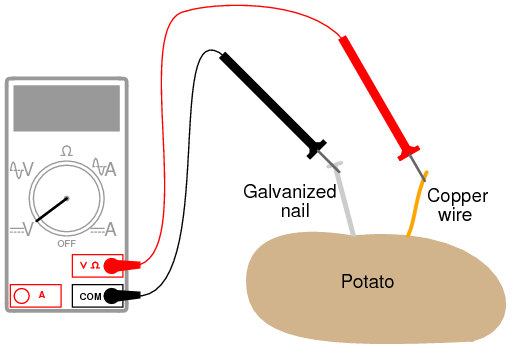 Ω
V
A
V
A
OFF
V Ω
A
COM
Galvanized
nail
Copper
wire
Potato